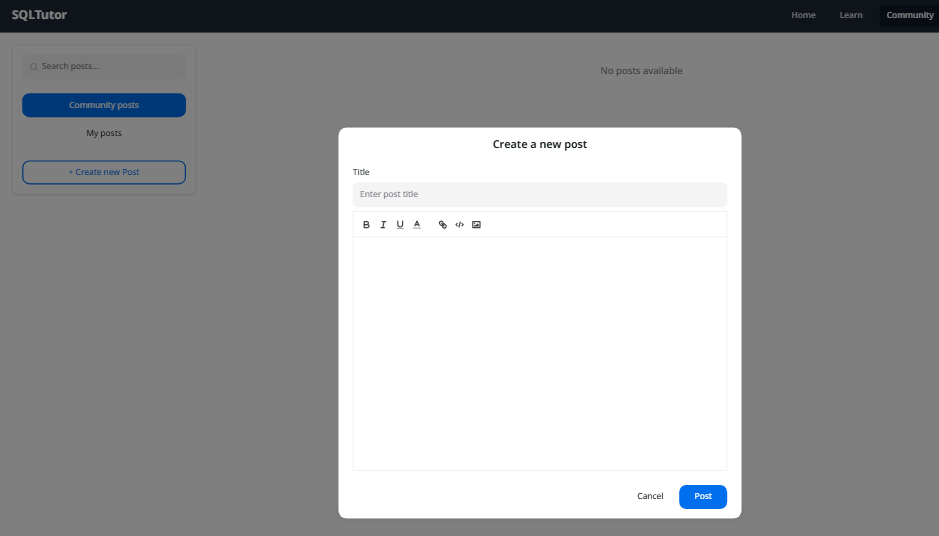 SQLTutor
Home Learn Community
Search posts...
Community posts
My posts
+ Create new Post
No posts available
Create a new post
Title
Enter post title
B I U A </>
Cancel Post